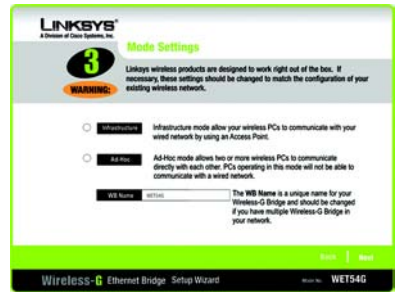 LINKSYS®
A Division of Cisco Systems, Inc.
3
Mode Settings
WARNING:
Linksys wireless products are designed to work right out of the box. If
necessary, these settings should be changed to match the configuration of your
existing wireless network.
Infrastructure
Infrastructure mode allow your wireless PCs to communicate with your
wired network by using an Access Point.
Ad-Hoc
Ad-Hoc mode allows two or more wireless PCs to communicate
directly with each other. PCs operating in this mode will not be able to
communicate with a wired network.
WB Name
WET54G
The WB Name is a unique name for your
Wireless-G Bridge and should be changed
if you have multiple Wireless-G Bridge in
your network.
Back
Next
Wireless-G Ethernet Bridge Setup Wizard
Model No. WET54G